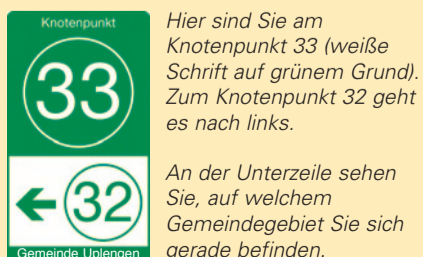 Knotenpunkt
33
32
Gemeinde Uplengen
Hier sind Sie am
Knotenpunkt 33 (weiße
Schrift auf grünem Grund).
Zum Knotenpunkt 32 geht
es nach links.
An der Unterzeile sehen
Sie, auf welchem
Gemeindegebiet Sie sich
gerade befinden.